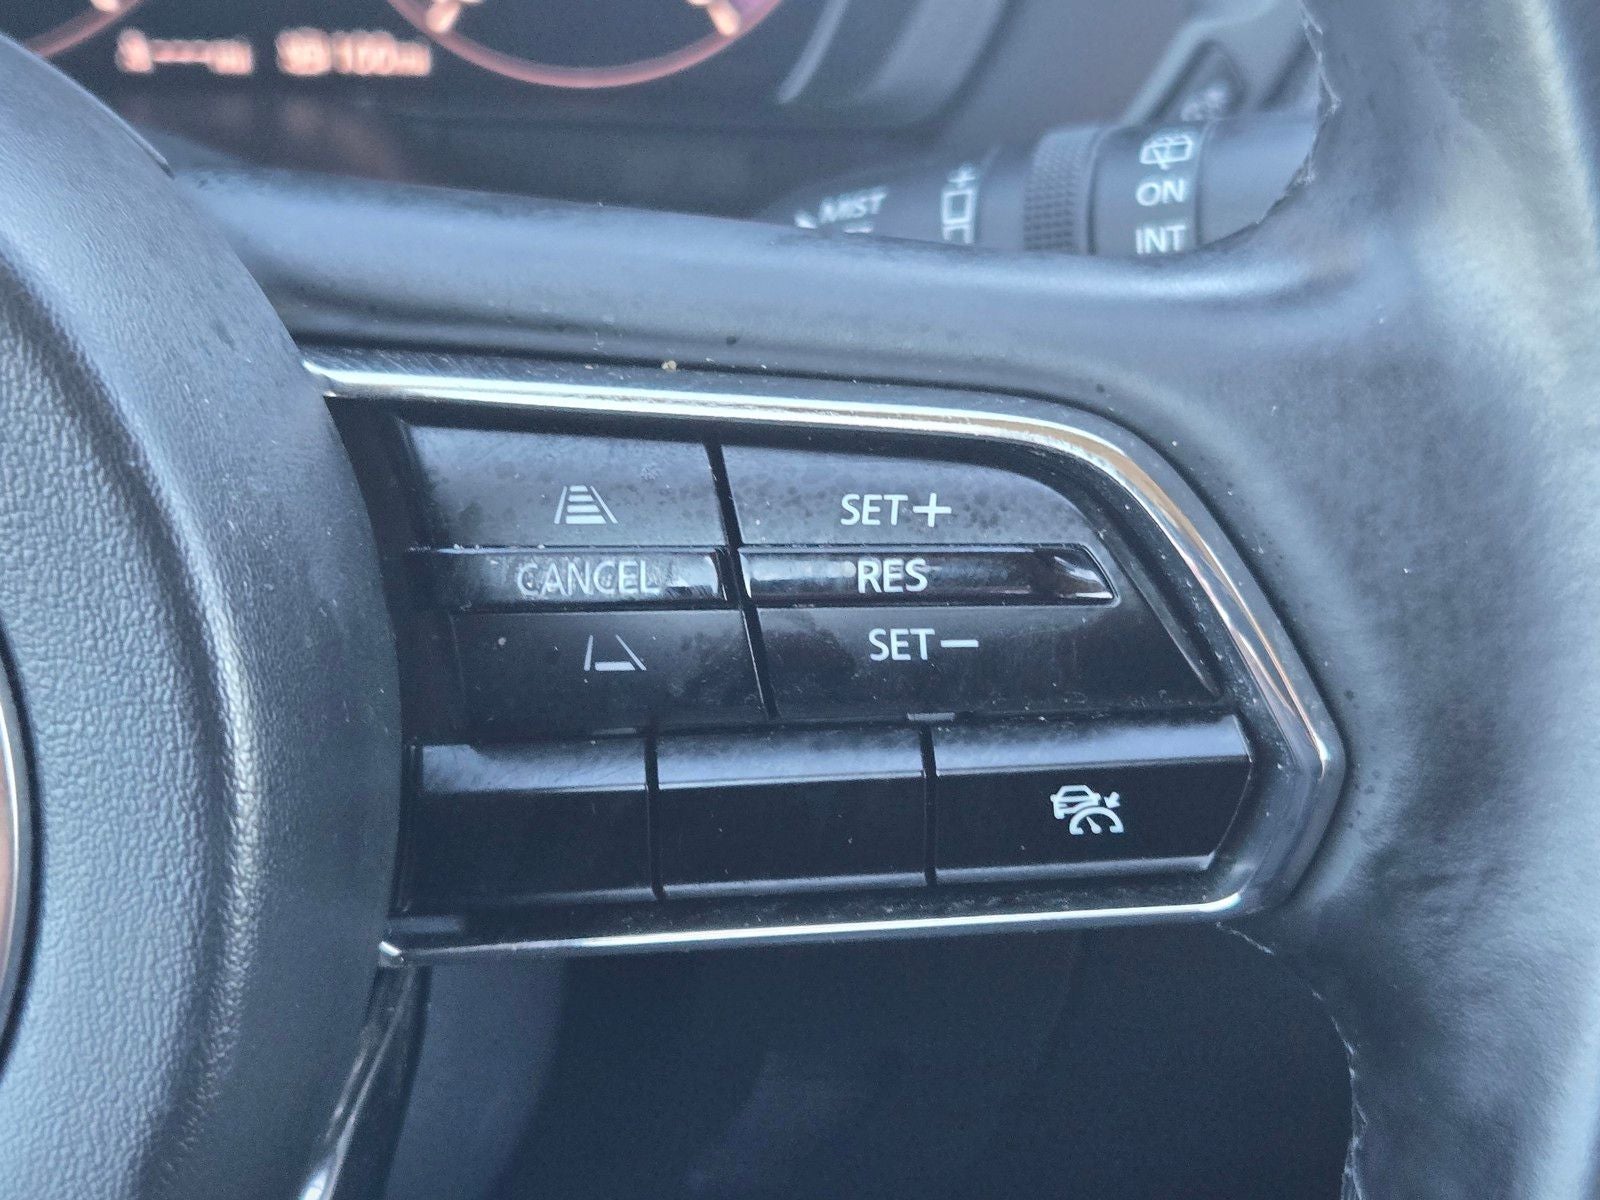 MIST
ON
INT
SET+
CANCEL
RES
SET-